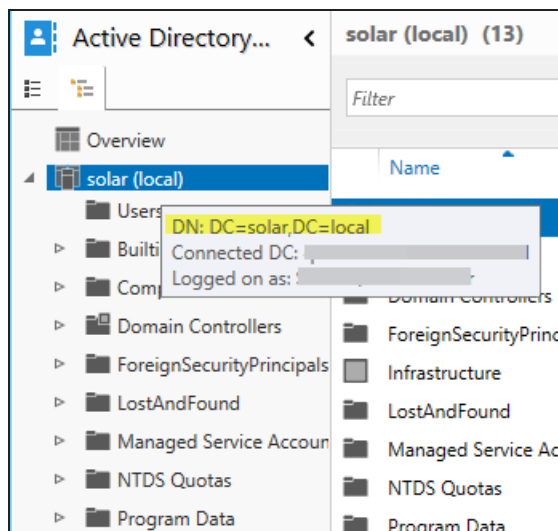 Active Directory...
solar (local) (13)
Filter
Overview
Name
solar (local)
Users
DN: DC=solar,DC=local
Connected DC:
Logged on as:
Builti
Comp
Domain Controllers
Domain Controllers
ForeignSecurityPrincipals
ForeignSecurityPrinc
Infrastructure
LostAndFound
LostAndFound
Managed Service Accoun
Managed Service Ac
NTDS Quotas
NTDS Quotas
Program Data
Program Data